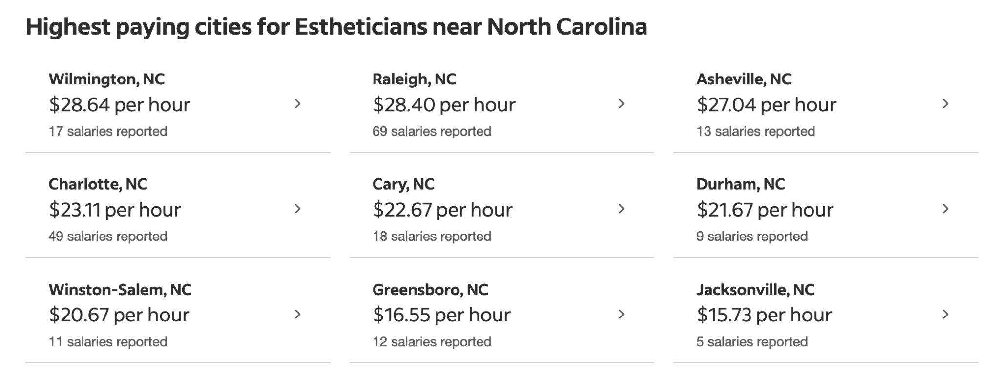 Highest paying cities for Estheticians near North Carolina
Wilmington, NC
$28.64 per hour
17 salaries reported
Raleigh, NC
$28.40 per hour
69 salaries reported
Asheville, NC
$27.04 per hour
13 salaries reported
Charlotte, NC
$23.11 per hour
49 salaries reported
Cary, NC
$22.67 per hour
18 salaries reported
Durham, NC
$21.67 per hour
9 salaries reported
Winston-Salem, NC
$20.67 per hour
11 salaries reported
Greensboro, NC
$16.55 per hour
12 salaries reported
Jacksonville, NC
$15.73 per hour
5 salaries reported